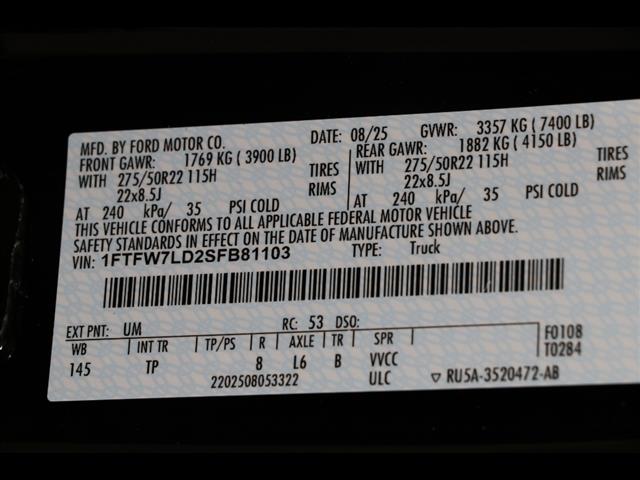 MFD. BY FORD MOTOR CO. DATE: 08/25 GVWR: 3357 KG ( 7400 LB)
FRONT GAWR: 1769 KG ( 3900 LB) REAR GAWR: 1882 KG ( 4150 LB)
WITH 275/50R22 115H TIRES WITH 275/50R22 115H TIRES
22x8.5J RIMS 22x8.5J RIMS
AT 240 kPa/ 35 PSI COLD AT 240 kPa/ 35 PSI COLD
THIS VEHICLE CONFORMS TO ALL APPLICABLE FEDERAL MOTOR VEHICLE
SAFETY STANDARDS IN EFFECT ON THE DATE OF MANUFACTURE SHOWN ABOVE.
VIN: 1FTFW7LD2SFB81103 TYPE: Truck
EXT PNT: UM RC: 53 DSO: F0108
WB INT TR TP/PS R AXLE TR SPR T0284
145 TP 8 L6 B VVCC
2202508053322 ULC ▽ RU5A-3520472-AB